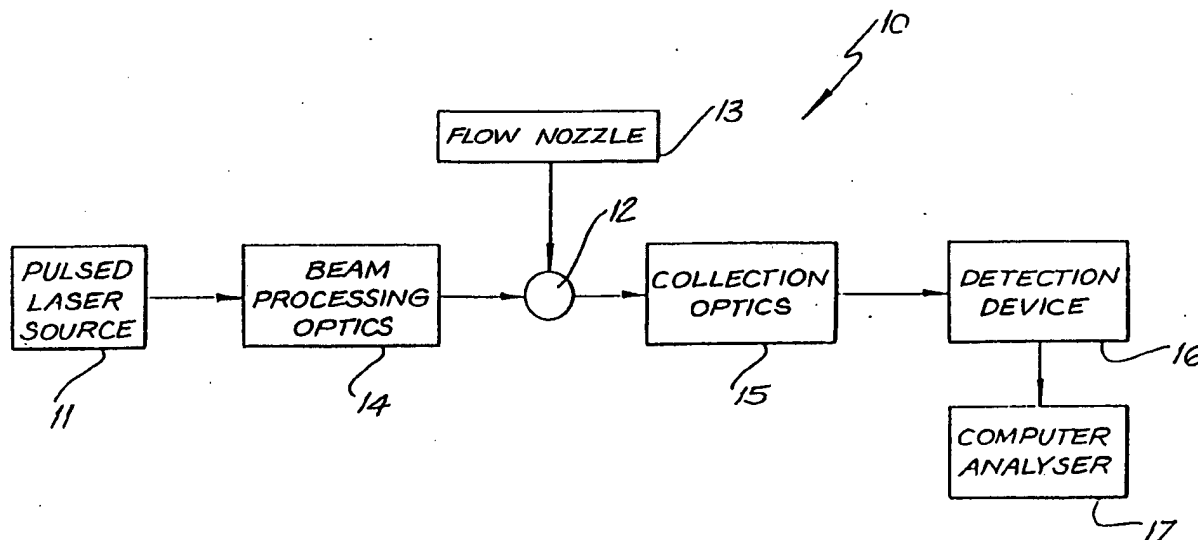 10
FLOW NOZZLE
13
12
PULSED
LASER
SOURCE
11
BEAM
PROCESSING
OPTICS
14
COLLECTION
OPTICS
15
DETECTION
DEVICE
16
COMPUTER
ANALYSER
17